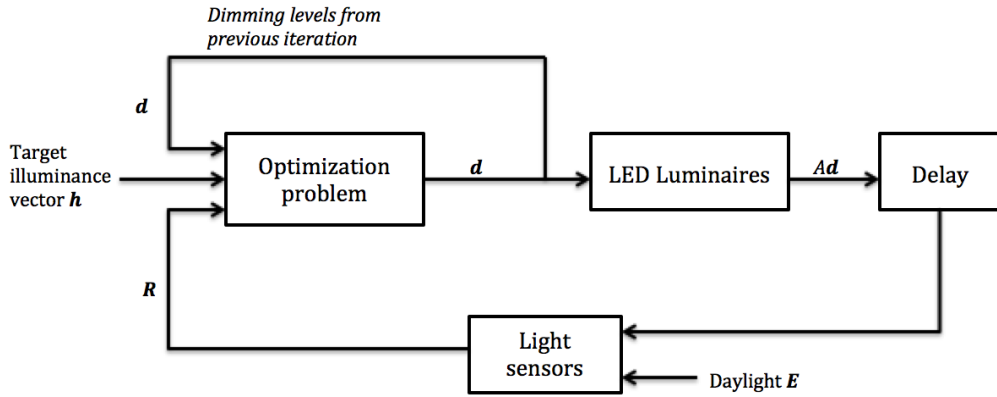 Dimming levels from
previous iteration
d
Target
illuminance
vector h
Optimization
problem
d
LED Luminaires
Ad
Delay
R
Light
sensors
Daylight E